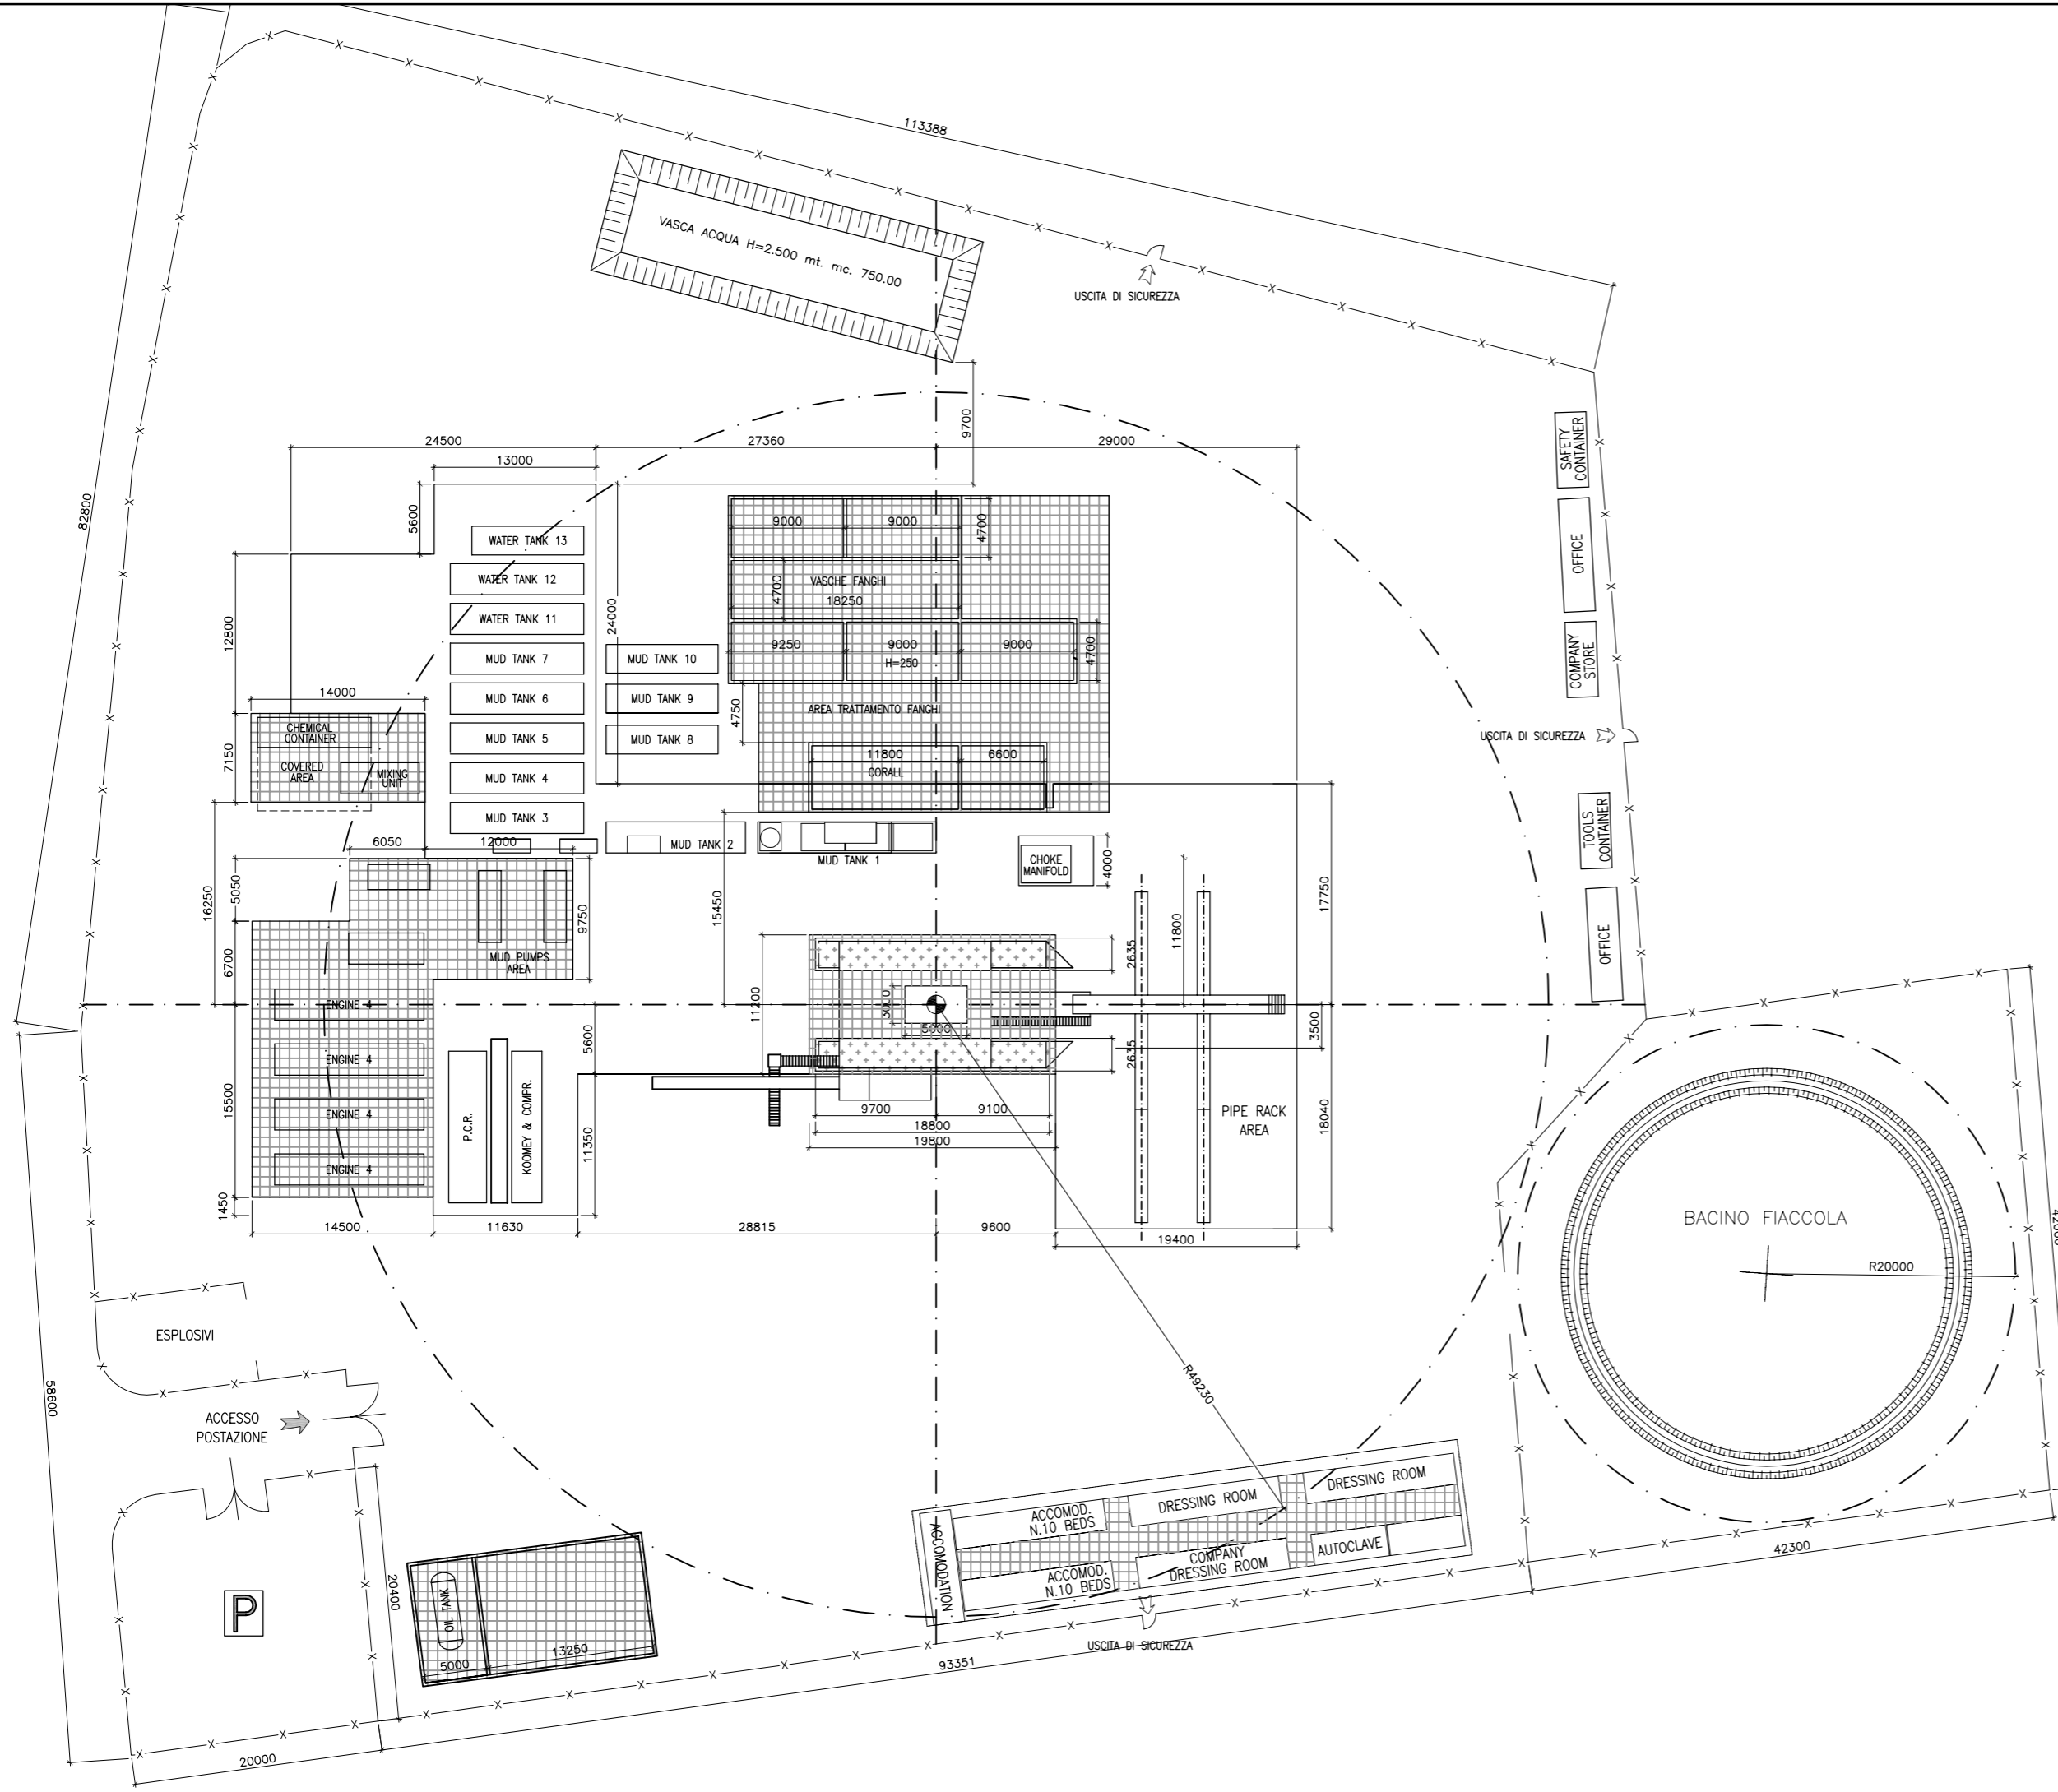 113388
VASCA ACQUA H=2.500 mt. mc. 750.00
USCITA DI SICUREZZA
9700
24500
27360
29000
13000
82800
5600
SAFETY
CONTAINER
OFFICE
COMPANY
STORE
USCITA DI SICUREZZA
TOOLS
CONTAINER
OFFICE
WATER TANK 13
WATER TANK 12
WATER TANK 11
MUD TANK 7
MUD TANK 6
MUD TANK 5
MUD TANK 4
MUD TANK 3
MUD TANK 10
MUD TANK 9
MUD TANK 8
24000
9000
9000
4700
VASCHE FANGHI
4700
18250
9250
9000
9000
H=250
4700
4750
AREA TRATTAMENTO FANGHI
11800
6600
CORALL
12800
14000
7150
CHEMICAL
CONTAINER
COVERED
AREA
MIXING
UNIT
6050
12000
MUD TANK 2
MUD TANK 1
CHOKE
MANIFOLD
4000
16250
5050
6700
9750
MUD PUMPS
AREA
15450
17750
11800
11200
2635
3000
5000
2635
3500
ENGINE 4
ENGINE 4
ENGINE 4
ENGINE 4
15500
1450
P.C.R.
KOOMEY & COMPR.
5600
11350
9700
9100
18800
19800
PIPE RACK
AREA
18040
14500
11630
28815
9600
19400
BACINO FIACCOLA
R20000
R49230
ESPLOSIVI
58600
ACCESSO
POSTAZIONE
P
20400
OIL TANK
5000
13250
ACCOMODATION
ACCOMOD.
N.10 BEDS
DRESSING ROOM
DRESSING ROOM
ACCOMOD.
N.10 BEDS
COMPANY
DRESSING ROOM
AUTOCLAVE
USCITA DI SICUREZZA
42300
93351
20000